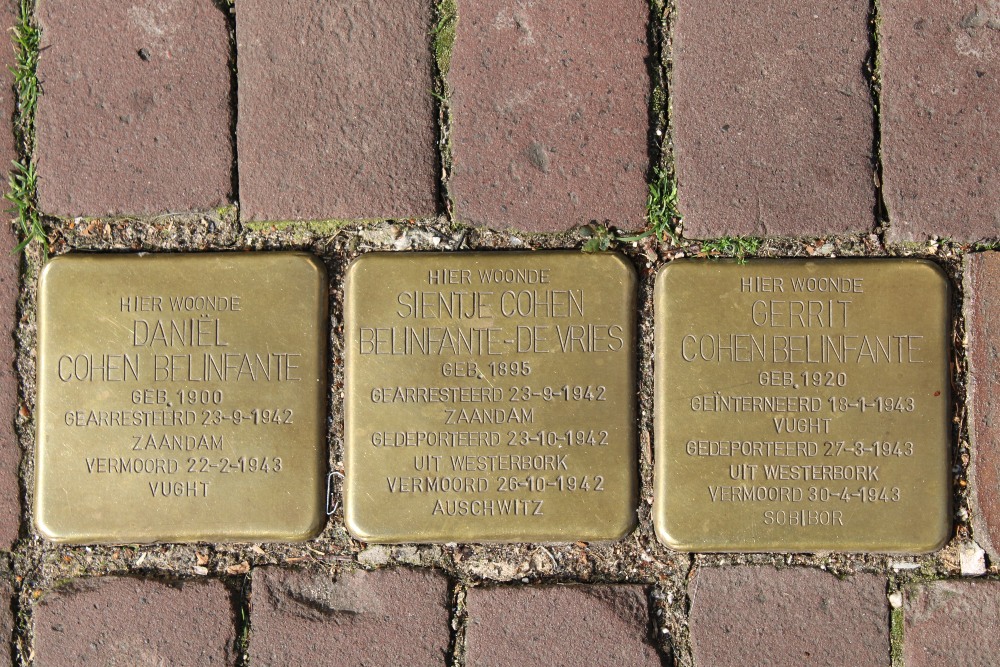 HIER WOONDE
DANIËL
COHEN BELINFANTE
GEB. 1900
GEARRESTEERD 23-9-1942
ZAANDAM
VERMOORD 22-2-1943
VUGHT
HIER WOONDE
SIENTJE COHEN
BELINFANTE-DE VRIES
GEB. 1895
GEARRESTEERD 23-9-1942
ZAANDAM
GEDEPORTEERD 23-10-1942
UIT WESTERBORK
VERMOORD 26-10-1942
AUSCHWITZ
HIER WOONDE
GERRIT
COHEN BELINFANTE
GEB. 1920
GEÏNTERNEERD 18-1-1943
VUGHT
GEDEPORTEERD 27-3-1943
UIT WESTERBORK
VERMOORD 30-4-1943
SOBIBOR